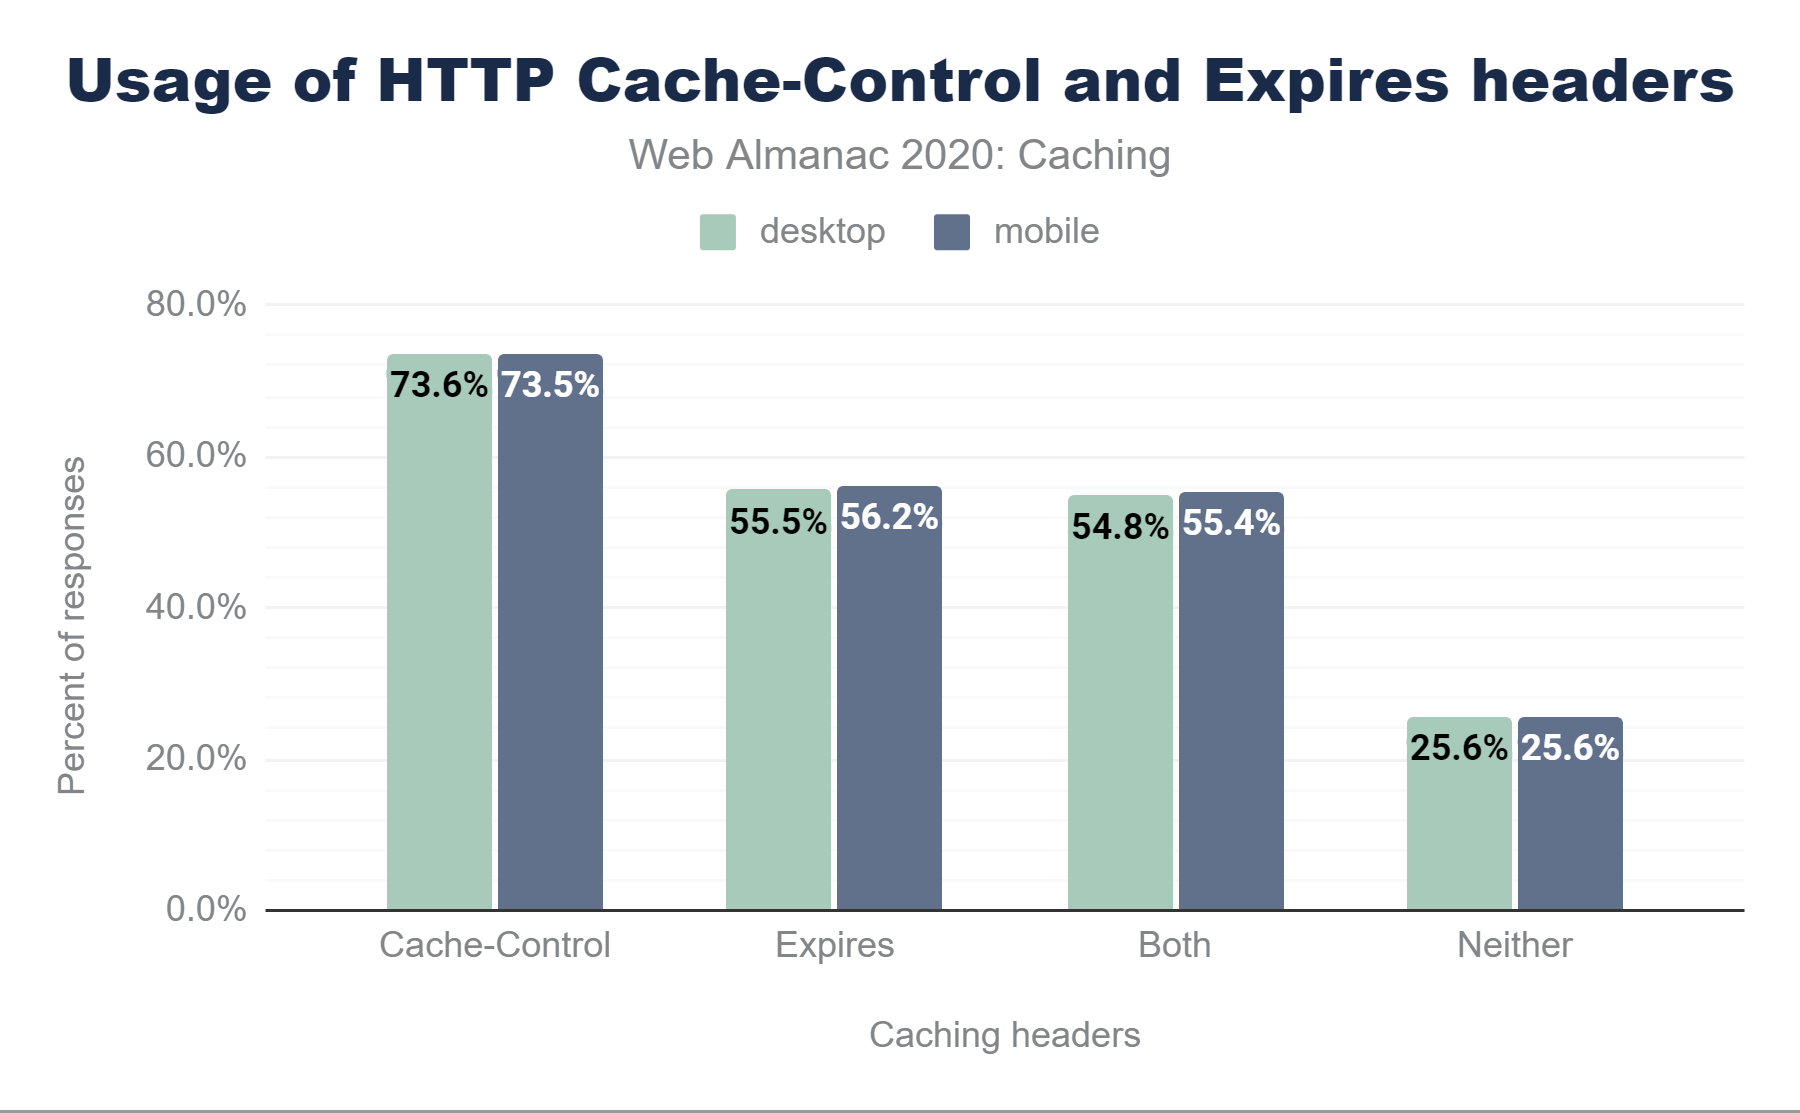 Usage of HTTP Cache-Control and Expires headers
Web Almanac 2020: Caching
desktop mobile
80.0%
60.0%
40.0%
20.0%
0.0%
Percent of responses
73.6% 73.5%
55.5% 56.2%
54.8% 55.4%
25.6% 25.6%
Cache-Control Expires Both Neither
Caching headers